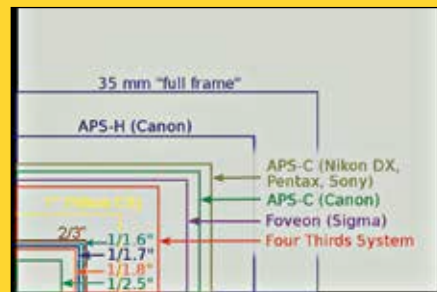 35 mm "full frame"
APS-H (Canon)
APS-C (Nikon DX,
Pentax, Sony)
APS-C (Canon)
Foveon (Sigma)
Four Thirds System
2/3"
1/1.6"
1/1.7"
1/1.8"
1/2.5"